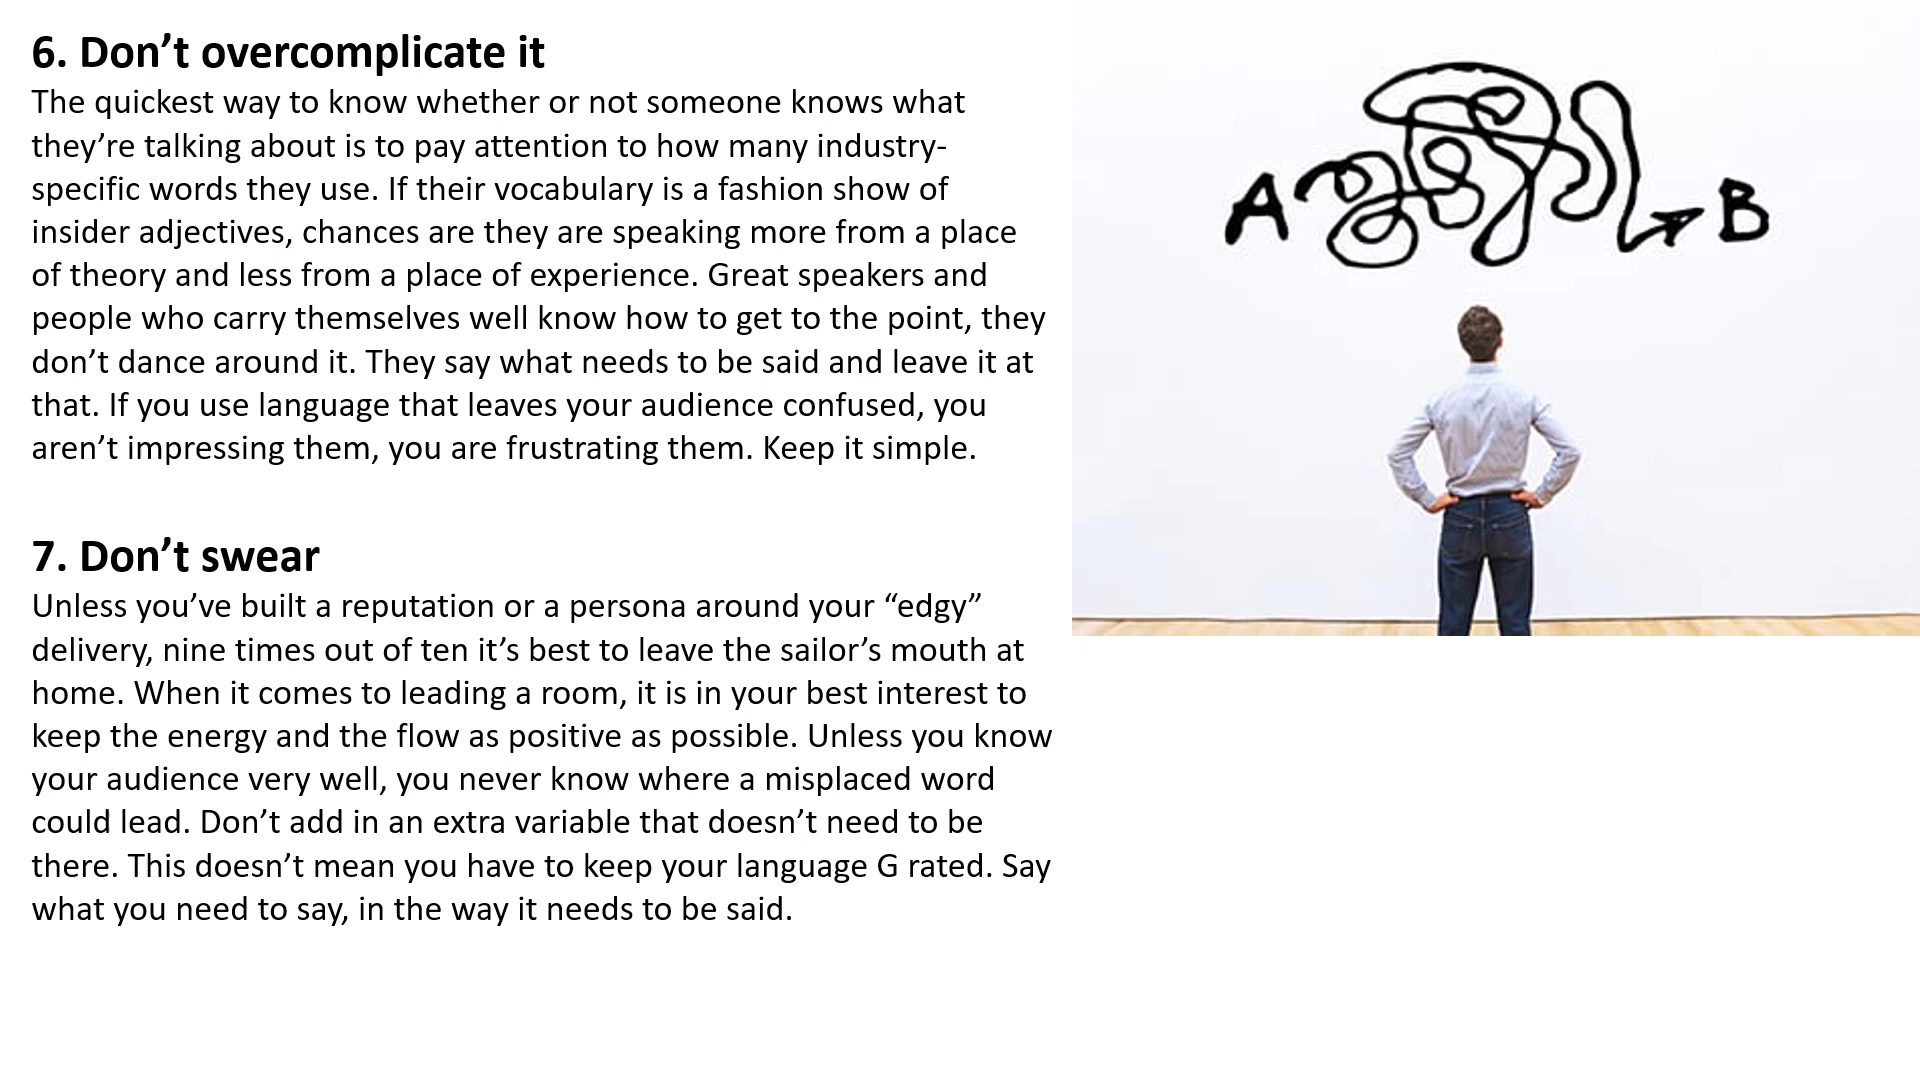 6. Don’t overcomplicate it
The quickest way to know whether or not someone knows what
they’re talking about is to pay attention to how many industry-
specific words they use. If their vocabulary is a fashion show of
insider adjectives, chances are they are speaking more from a place
of theory and less from a place of experience. Great speakers and
people who carry themselves well know how to get to the point, they
don’t dance around it. They say what needs to be said and leave it at
that. If you use language that leaves your audience confused, you
aren’t impressing them, you are frustrating them. Keep it simple.
7. Don’t swear
Unless you’ve built a reputation or a persona around your “edgy”
delivery, nine times out of ten it’s best to leave the sailor’s mouth at
home. When it comes to leading a room, it is in your best interest to
keep the energy and the flow as positive as possible. Unless you know
your audience very well, you never know where a misplaced word
could lead. Don’t add in an extra variable that doesn’t need to be
there. This doesn’t mean you have to keep your language G rated. Say
what you need to say, in the way it needs to be said.
A B